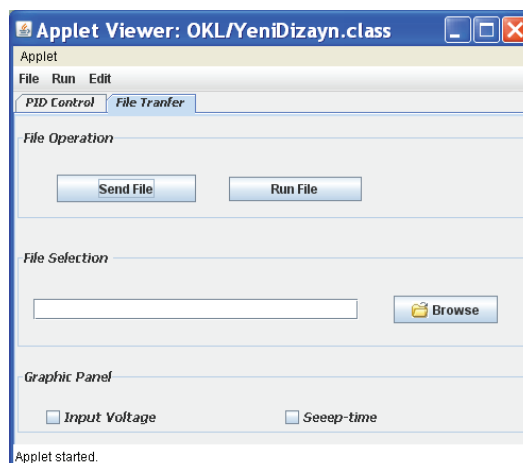 Applet Viewer: OKL/YeniDizayn.class
Applet
File Run Edit
PID Control File Tranfer
File Operation
Send File Run File
File Selection
Browse
Graphic Panel
Input Voltage Seeep-time
Applet started.